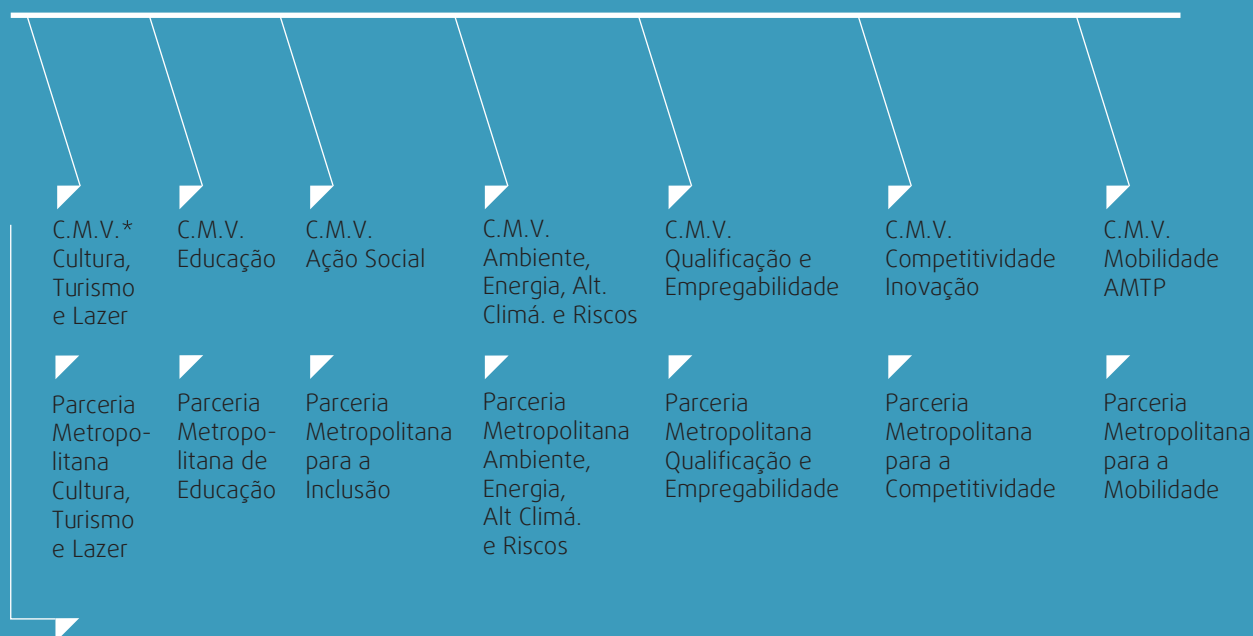 C.M.V.*
Cultura,
Turismo
e Lazer
C.M.V.
Educação
C.M.V.
Ação Social
C.M.V.
Ambiente,
Energia, Alt.
Climá. e Riscos
C.M.V.
Qualificação e
Empregabilidade
C.M.V.
Competitividade
Inovação
C.M.V.
Mobilidade
AMTP
Parceria
Metropo-
litana
Cultura,
Turismo
e Lazer
Parceria
Metropo-
litana de
Educação
Parceria
Metropolitana
para a
Inclusão
Parceria
Metropolitana
Ambiente,
Energia,
Alt Climá.
e Riscos
Parceria
Metropolitana
Qualificação e
Empregabilidade
Parceria
Metropolitana
para a
Competitividade
Parceria
Metropolitana
para a
Mobilidade